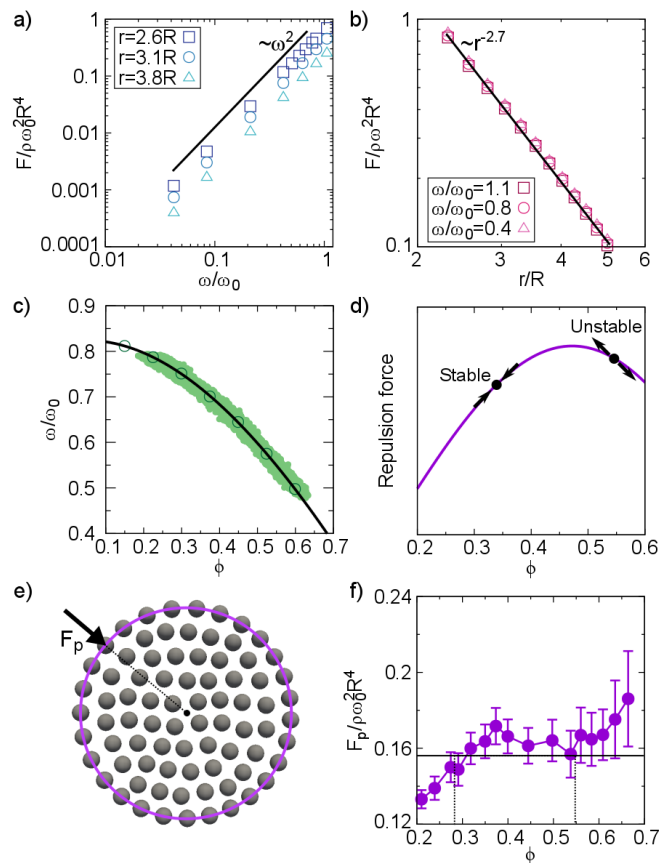 a)
F/ρω₀²R⁴
1
0.1
0.01
0.001
0.0001
r=2.6R
r=3.1R
r=3.8R
~ω²
0.01 0.1 1
ω/ω₀
b)
F/ρω²R⁴
1
0.1
~r⁻²·⁷
ω/ω₀=1.1
ω/ω₀=0.8
ω/ω₀=0.4
2 3 4 5 6
r/R
c)
ω/ω₀
0.9
0.8
0.7
0.6
0.5
0.4
0.1 0.2 0.3 0.4 0.5 0.6 0.7
ϕ
d)
Repulsion force
Unstable
Stable
0.2 0.3 0.4 0.5 0.6
ϕ
e)
Fₚ
f)
Fₚ/ρω₀²R⁴
0.24
0.2
0.16
0.12
0.2 0.3 0.4 0.5 0.6 0.7
ϕ